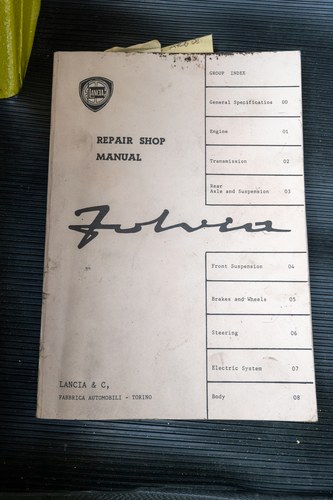 LANCIA
REPAIR SHOP
MANUAL
Fulvia
LANCIA & C,
FABBRICA AUTOMOBILI - TORINO
GROUP INDEX
General Specifications 00
Engine 01
Transmission 02
Rear
Axle and Suspension 03
Front Suspension 04
Brakes and Wheels 05
Steering 06
Electric System 07
Body 08